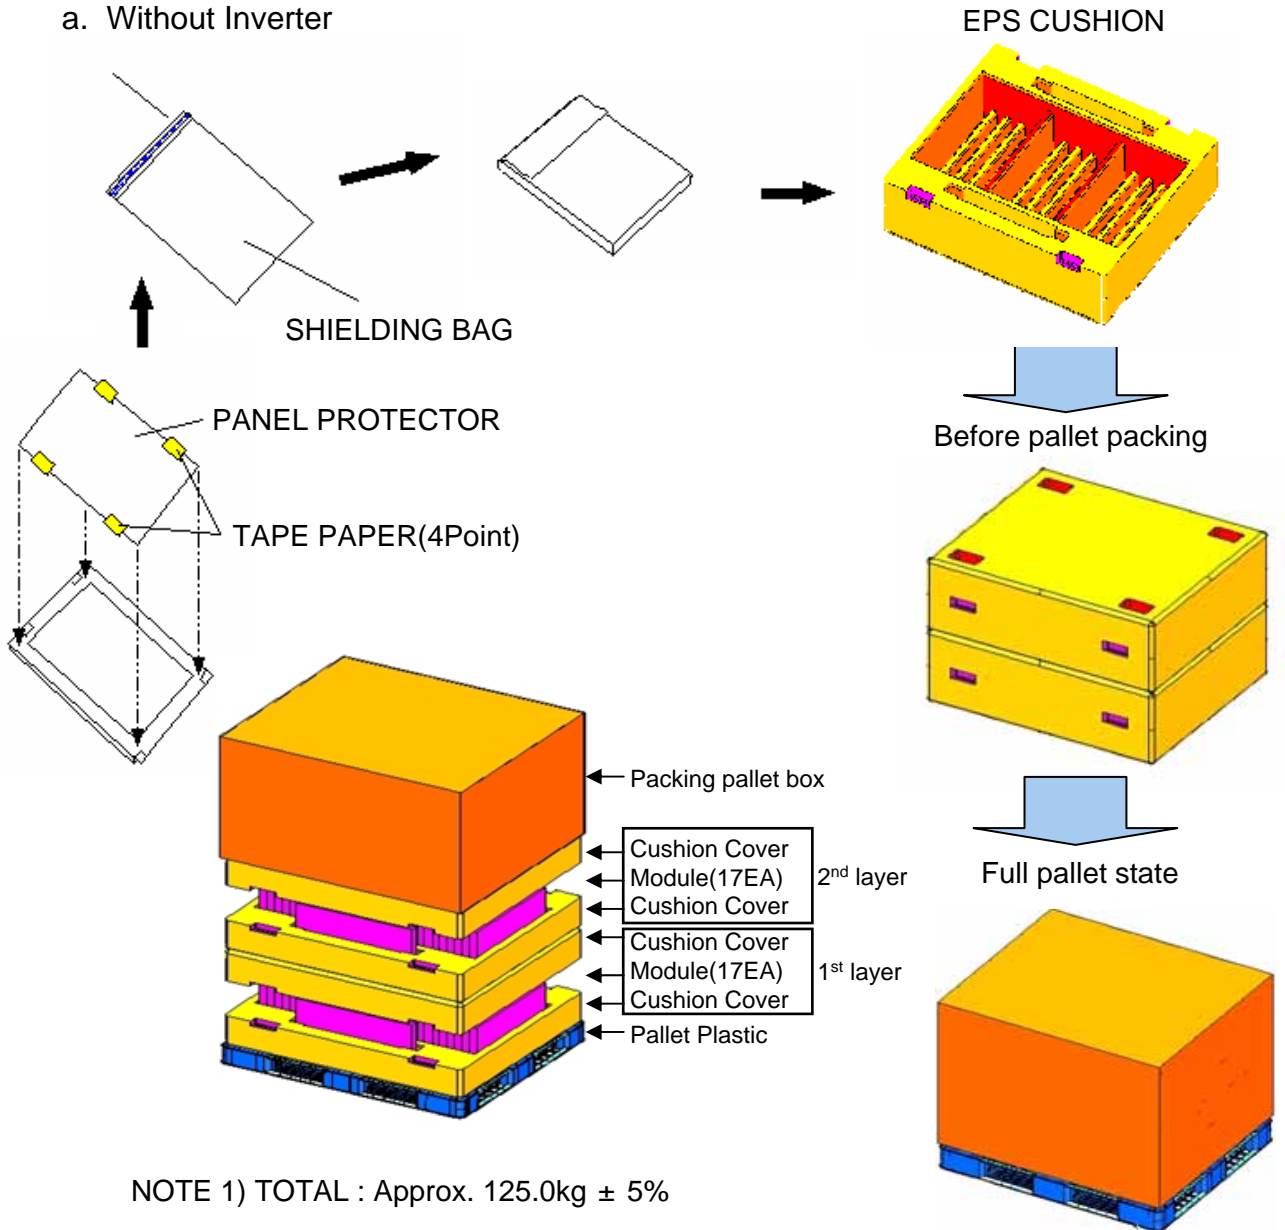 a. Without Inverter
EPS CUSHION
SHIELDING BAG
PANEL PROTECTOR
TAPE PAPER(4Point)
Before pallet packing
Packing pallet box
Cushion Cover
Module(17EA)
Cushion Cover
2nd layer
Cushion Cover
Module(17EA)
Cushion Cover
1st layer
Pallet Plastic
Full pallet state
NOTE 1) TOTAL : Approx. 125.0kg ± 5%